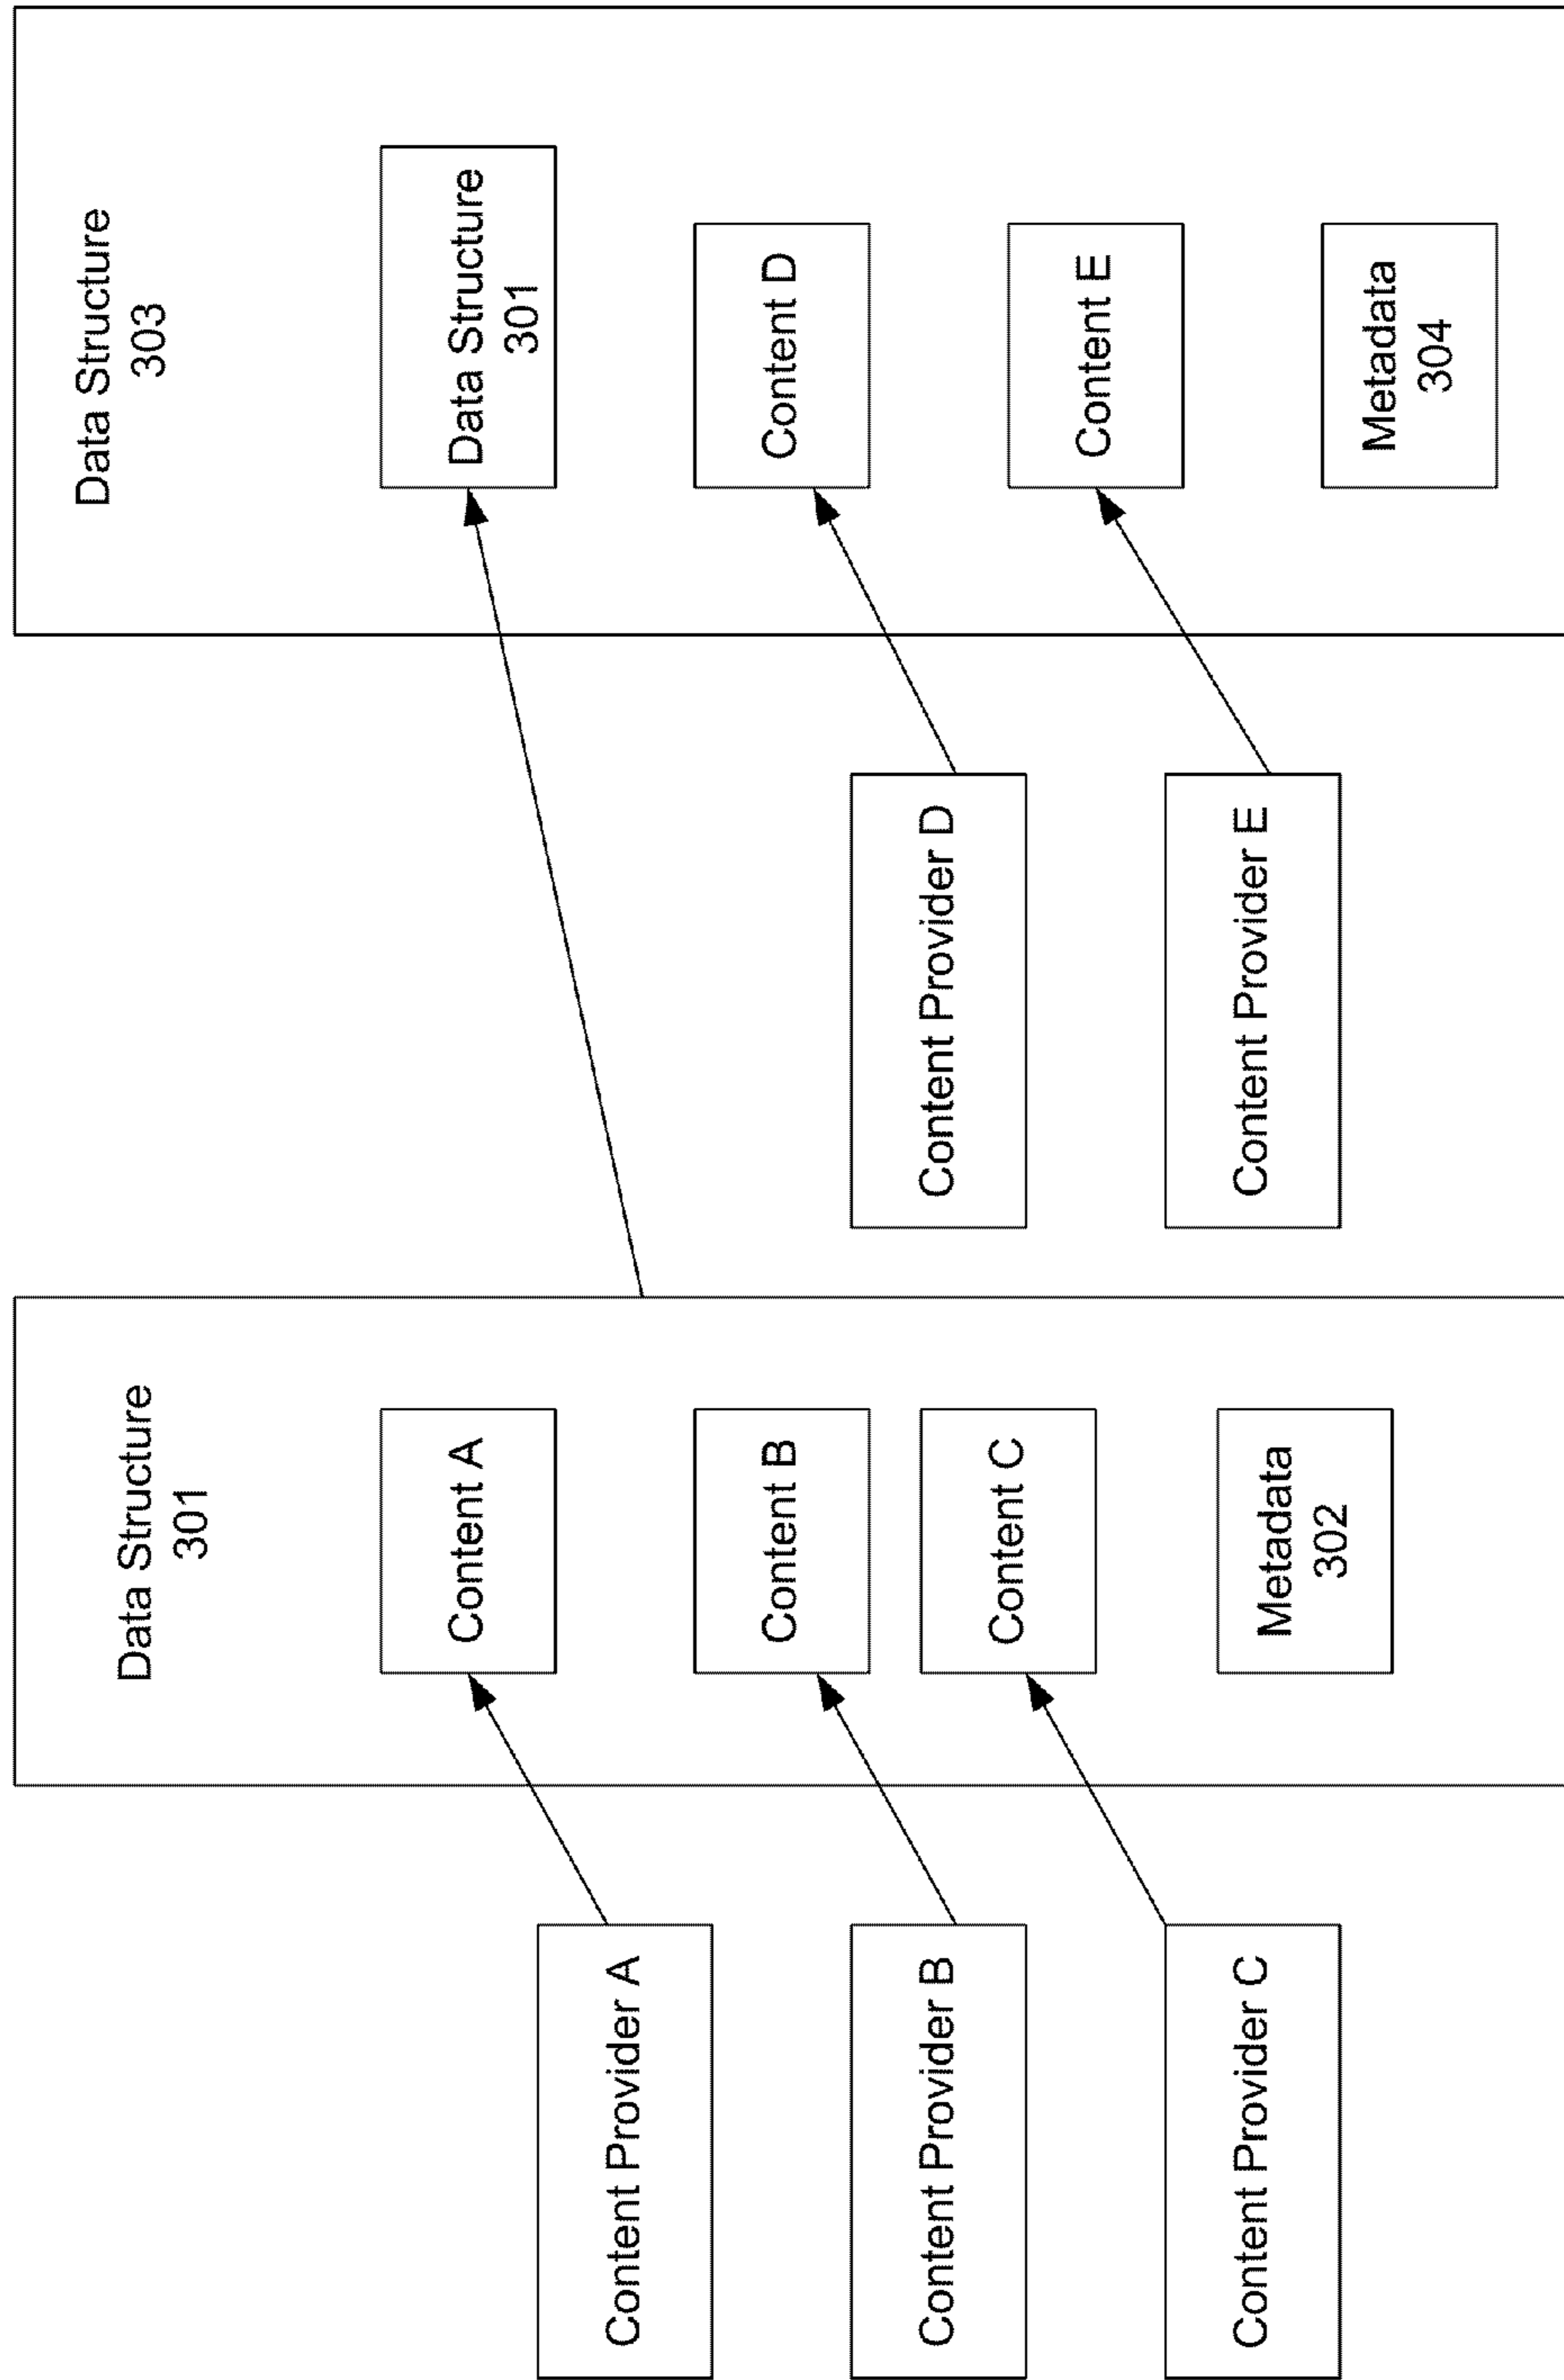 Content Provider A
Content Provider B
Content Provider C
Data Structure
301
Content A
Content B
Content C
Metadata
302
Content Provider D
Content Provider E
Data Structure
303
Data Structure
301
Content D
Content E
Metadata
304